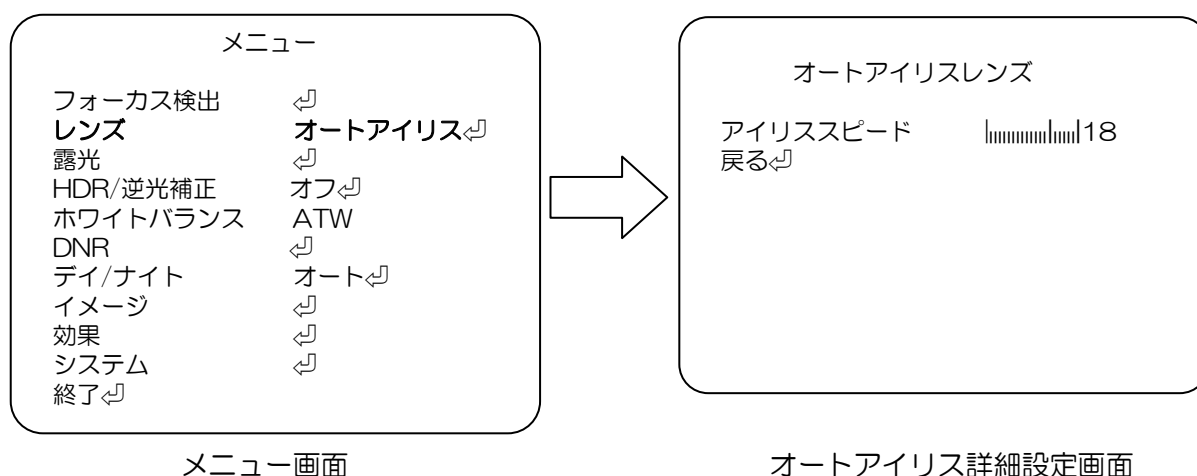 メニュー
フォーカス検出 ⏎
レンズ オートアイリス⏎
露光 ⏎
HDR/逆光補正 オフ⏎
ホワイトバランス ATW
DNR ⏎
デイ/ナイト オート⏎
イメージ ⏎
効果 ⏎
システム ⏎
終了⏎
メニュー画面
オートアイリスレンズ
アイリススピード 18
戻る⏎
オートアイリス詳細設定画面